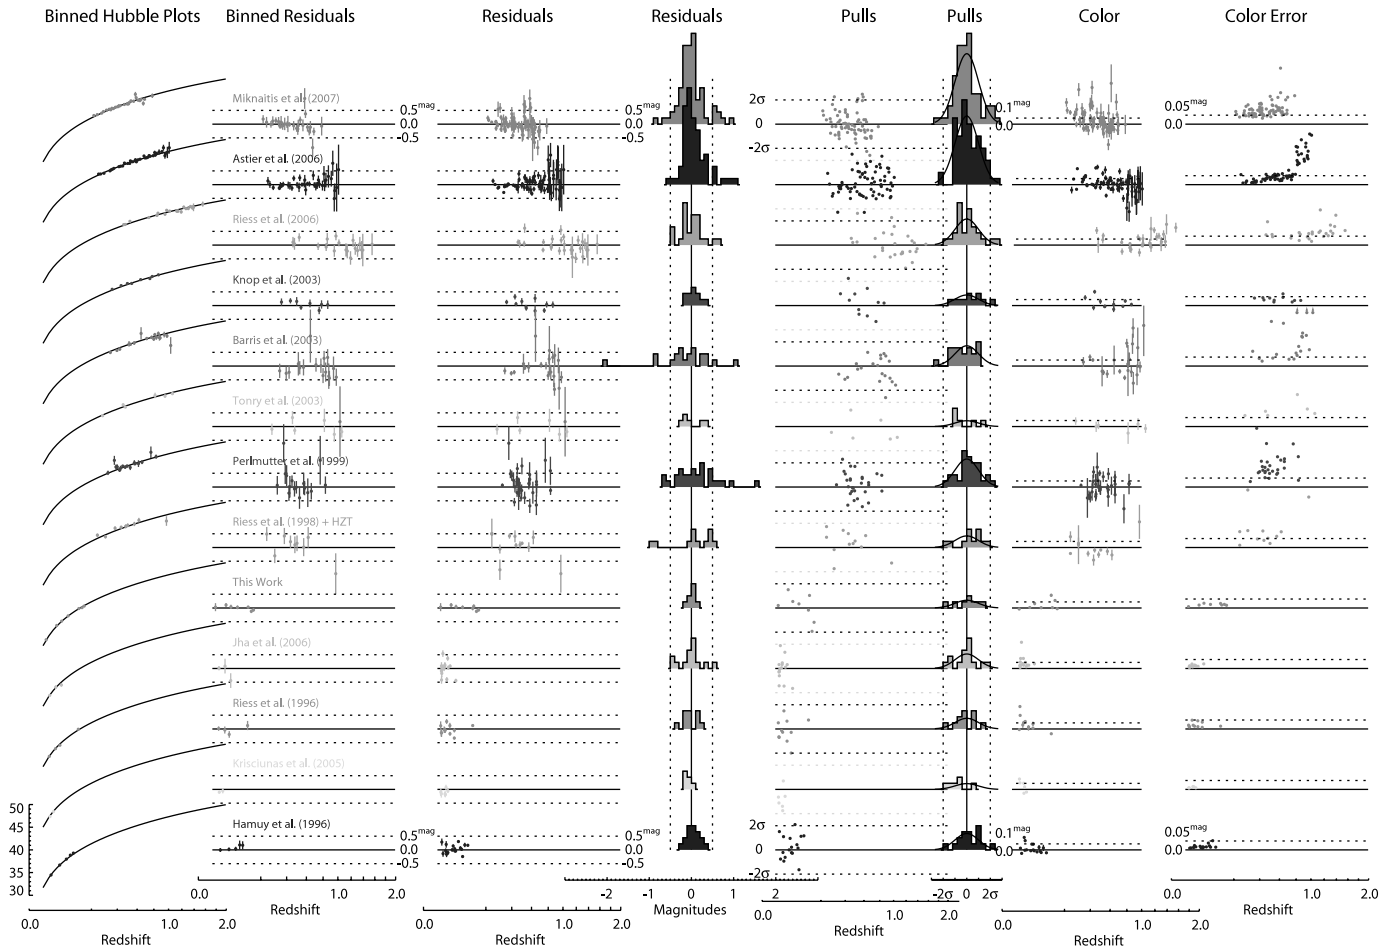 Binned Hubble Plots Binned Residuals Residuals Residuals Pulls Pulls Color Color Error
Miknaitis et al. (2007)
0.5mag 0.5mag 2σ 0.1mag 0.05mag
0.0 0.0 0 0.0 0.0
-0.5 -0.5 -2σ
Astier et al. (2006)
Riess et al. (2006)
Knop et al. (2003)
Barris et al. (2003)
Tonry et al. (2003)
Perlmutter et al. (1999)
Riess et al. (1998) + HZT
This Work
Jha et al. (2006)
Riess et al. (1996)
Krisciunas et al. (2005)
Hamuy et al. (1996)
50
45
40
35
30
0.5mag 0.5mag 2σ 0.1mag 0.05mag
0.0 0.0 0 0.0 0.0
-0.5 -0.5 -2σ
0.0 1.0 2.0
Redshift
0.0 1.0 2.0
Redshift
0.0 1.0 2.0
Redshift
-2 -1 0 1 2
Magnitudes
0.0 1.0 2.0
Redshift
-2σ 0 2σ
0.0 1.0 2.0
Redshift
0.0 1.0 2.0
Redshift